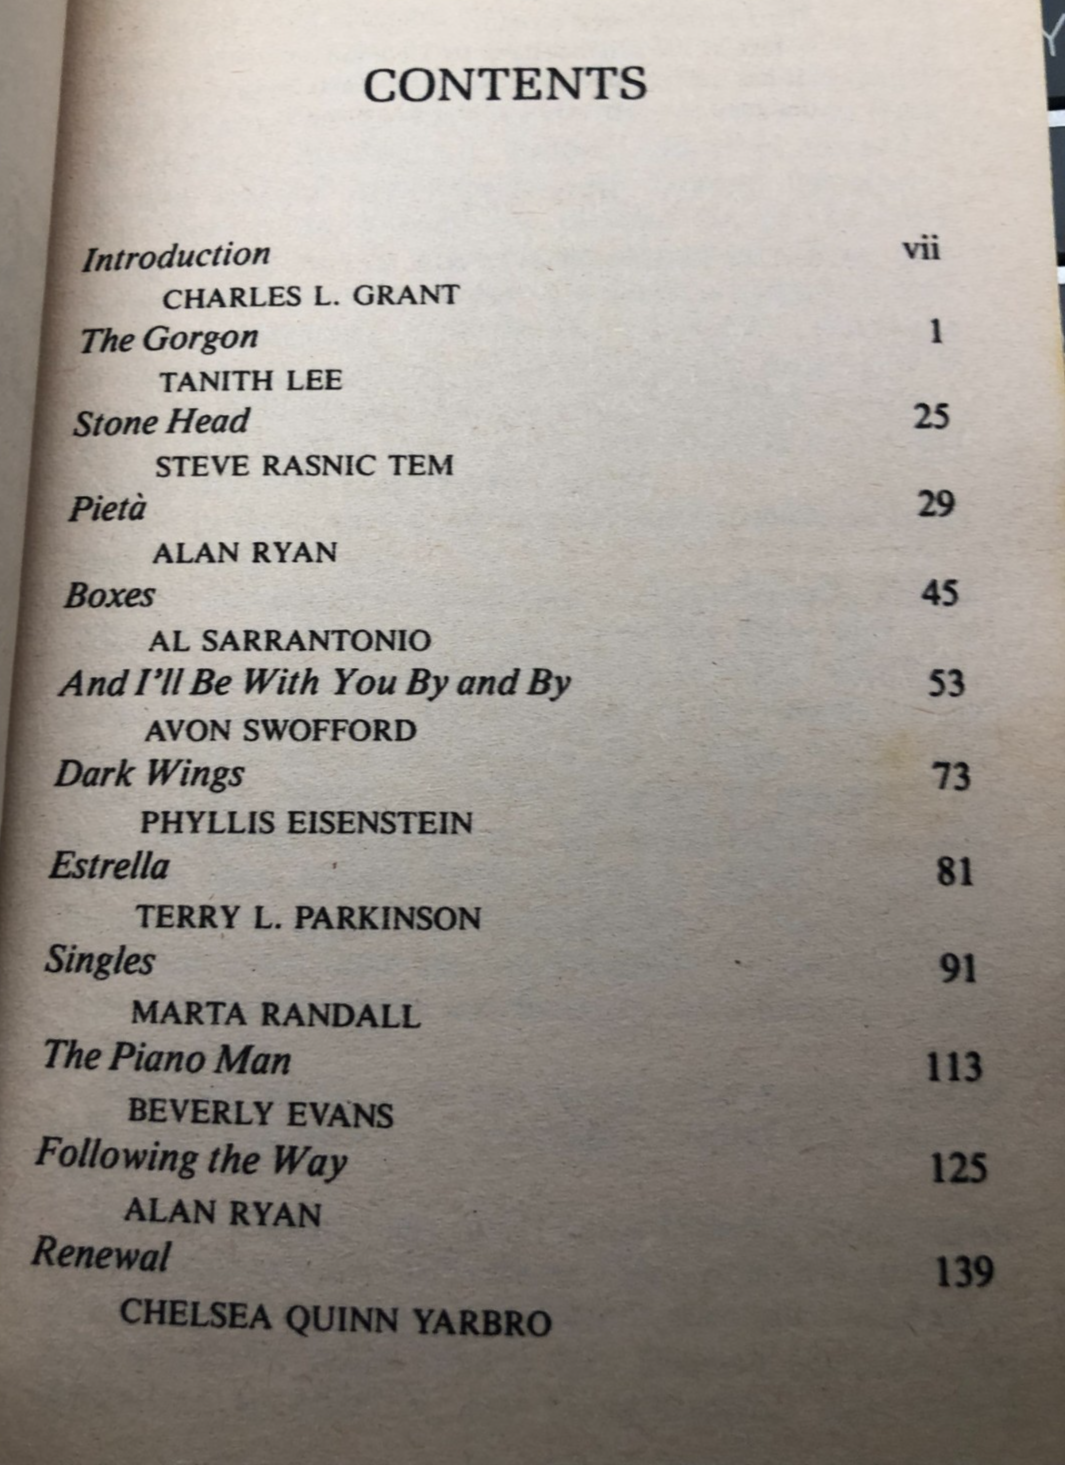 CONTENTS
Introduction vii
CHARLES L. GRANT
The Gorgon 1
TANITH LEE
Stone Head 25
STEVE RASNIC TEM
Pietà 29
ALAN RYAN
Boxes 45
AL SARRANTONIO
And I'll Be With You By and By 53
AVON SWOFFORD
Dark Wings 73
PHYLLIS EISENSTEIN
Estrella 81
TERRY L. PARKINSON
Singles 91
MARTA RANDALL
The Piano Man 113
BEVERLY EVANS
Following the Way 125
ALAN RYAN
Renewal 139
CHELSEA QUINN YARBRO